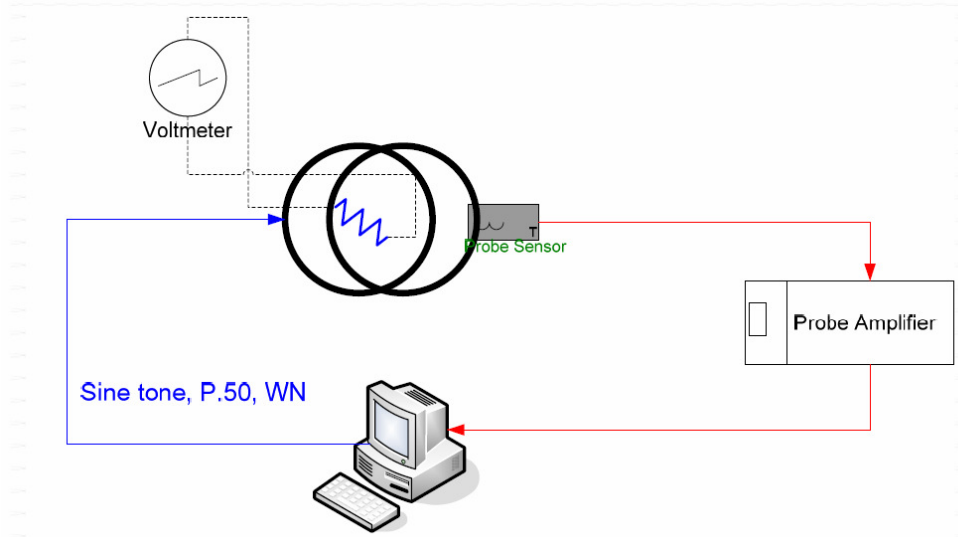 Voltmeter
T
Probe Sensor
Probe Amplifier
Sine tone, P.50, WN